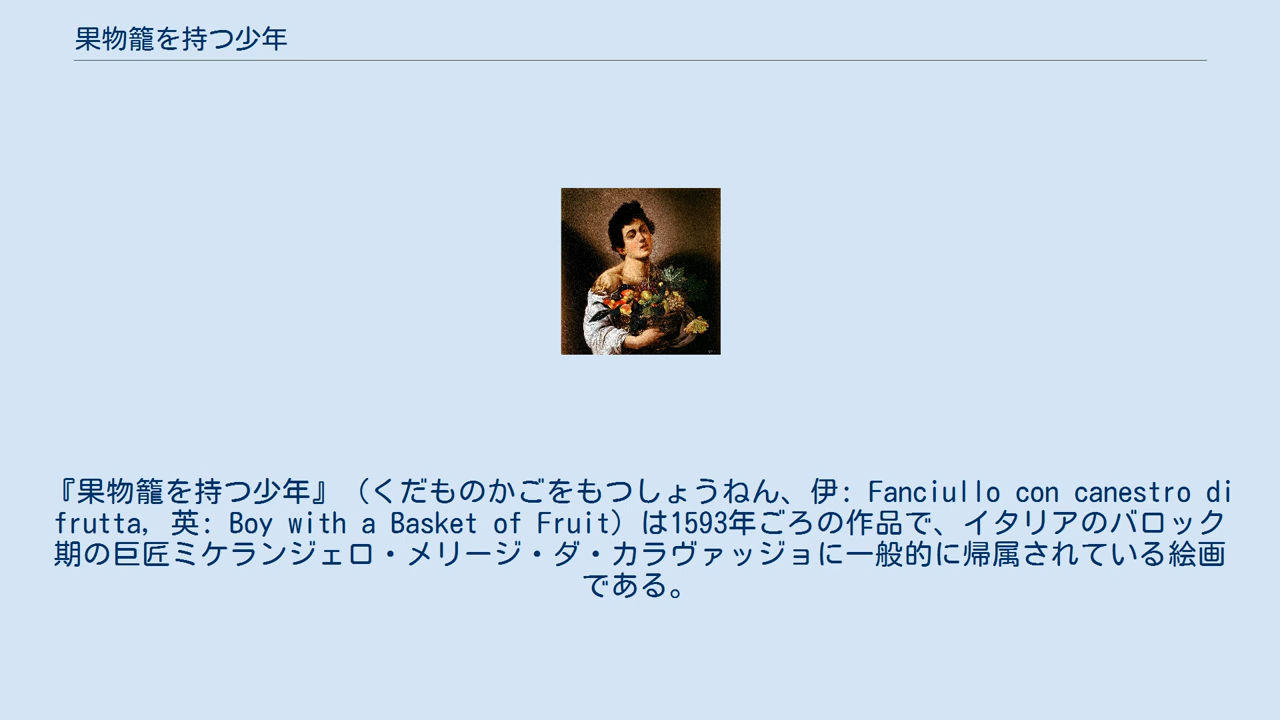 果物籠を持つ少年
『果物籠を持つ少年』（くだものかごをもつしょうねん、伊: Fanciullo con canestro di
frutta, 英: Boy with a Basket of Fruit）は1593年ごろの作品で、イタリアのバロック
期の巨匠ミケランジェロ・メリージ・ダ・カラヴァッジョに一般的に帰属されている絵画
である。